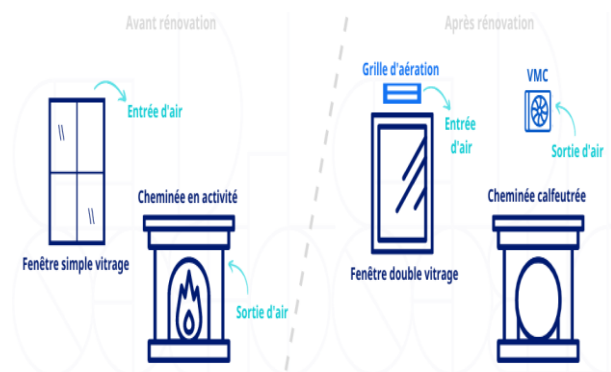 Avant rénovation
Entrée d'air
Cheminée en activité
Fenêtre simple vitrage
Sortie d'air
Après rénovation
Grille d'aération
VMC
Entrée
d'air
Sortie d'air
Cheminée calfeutrée
Fenêtre double vitrage